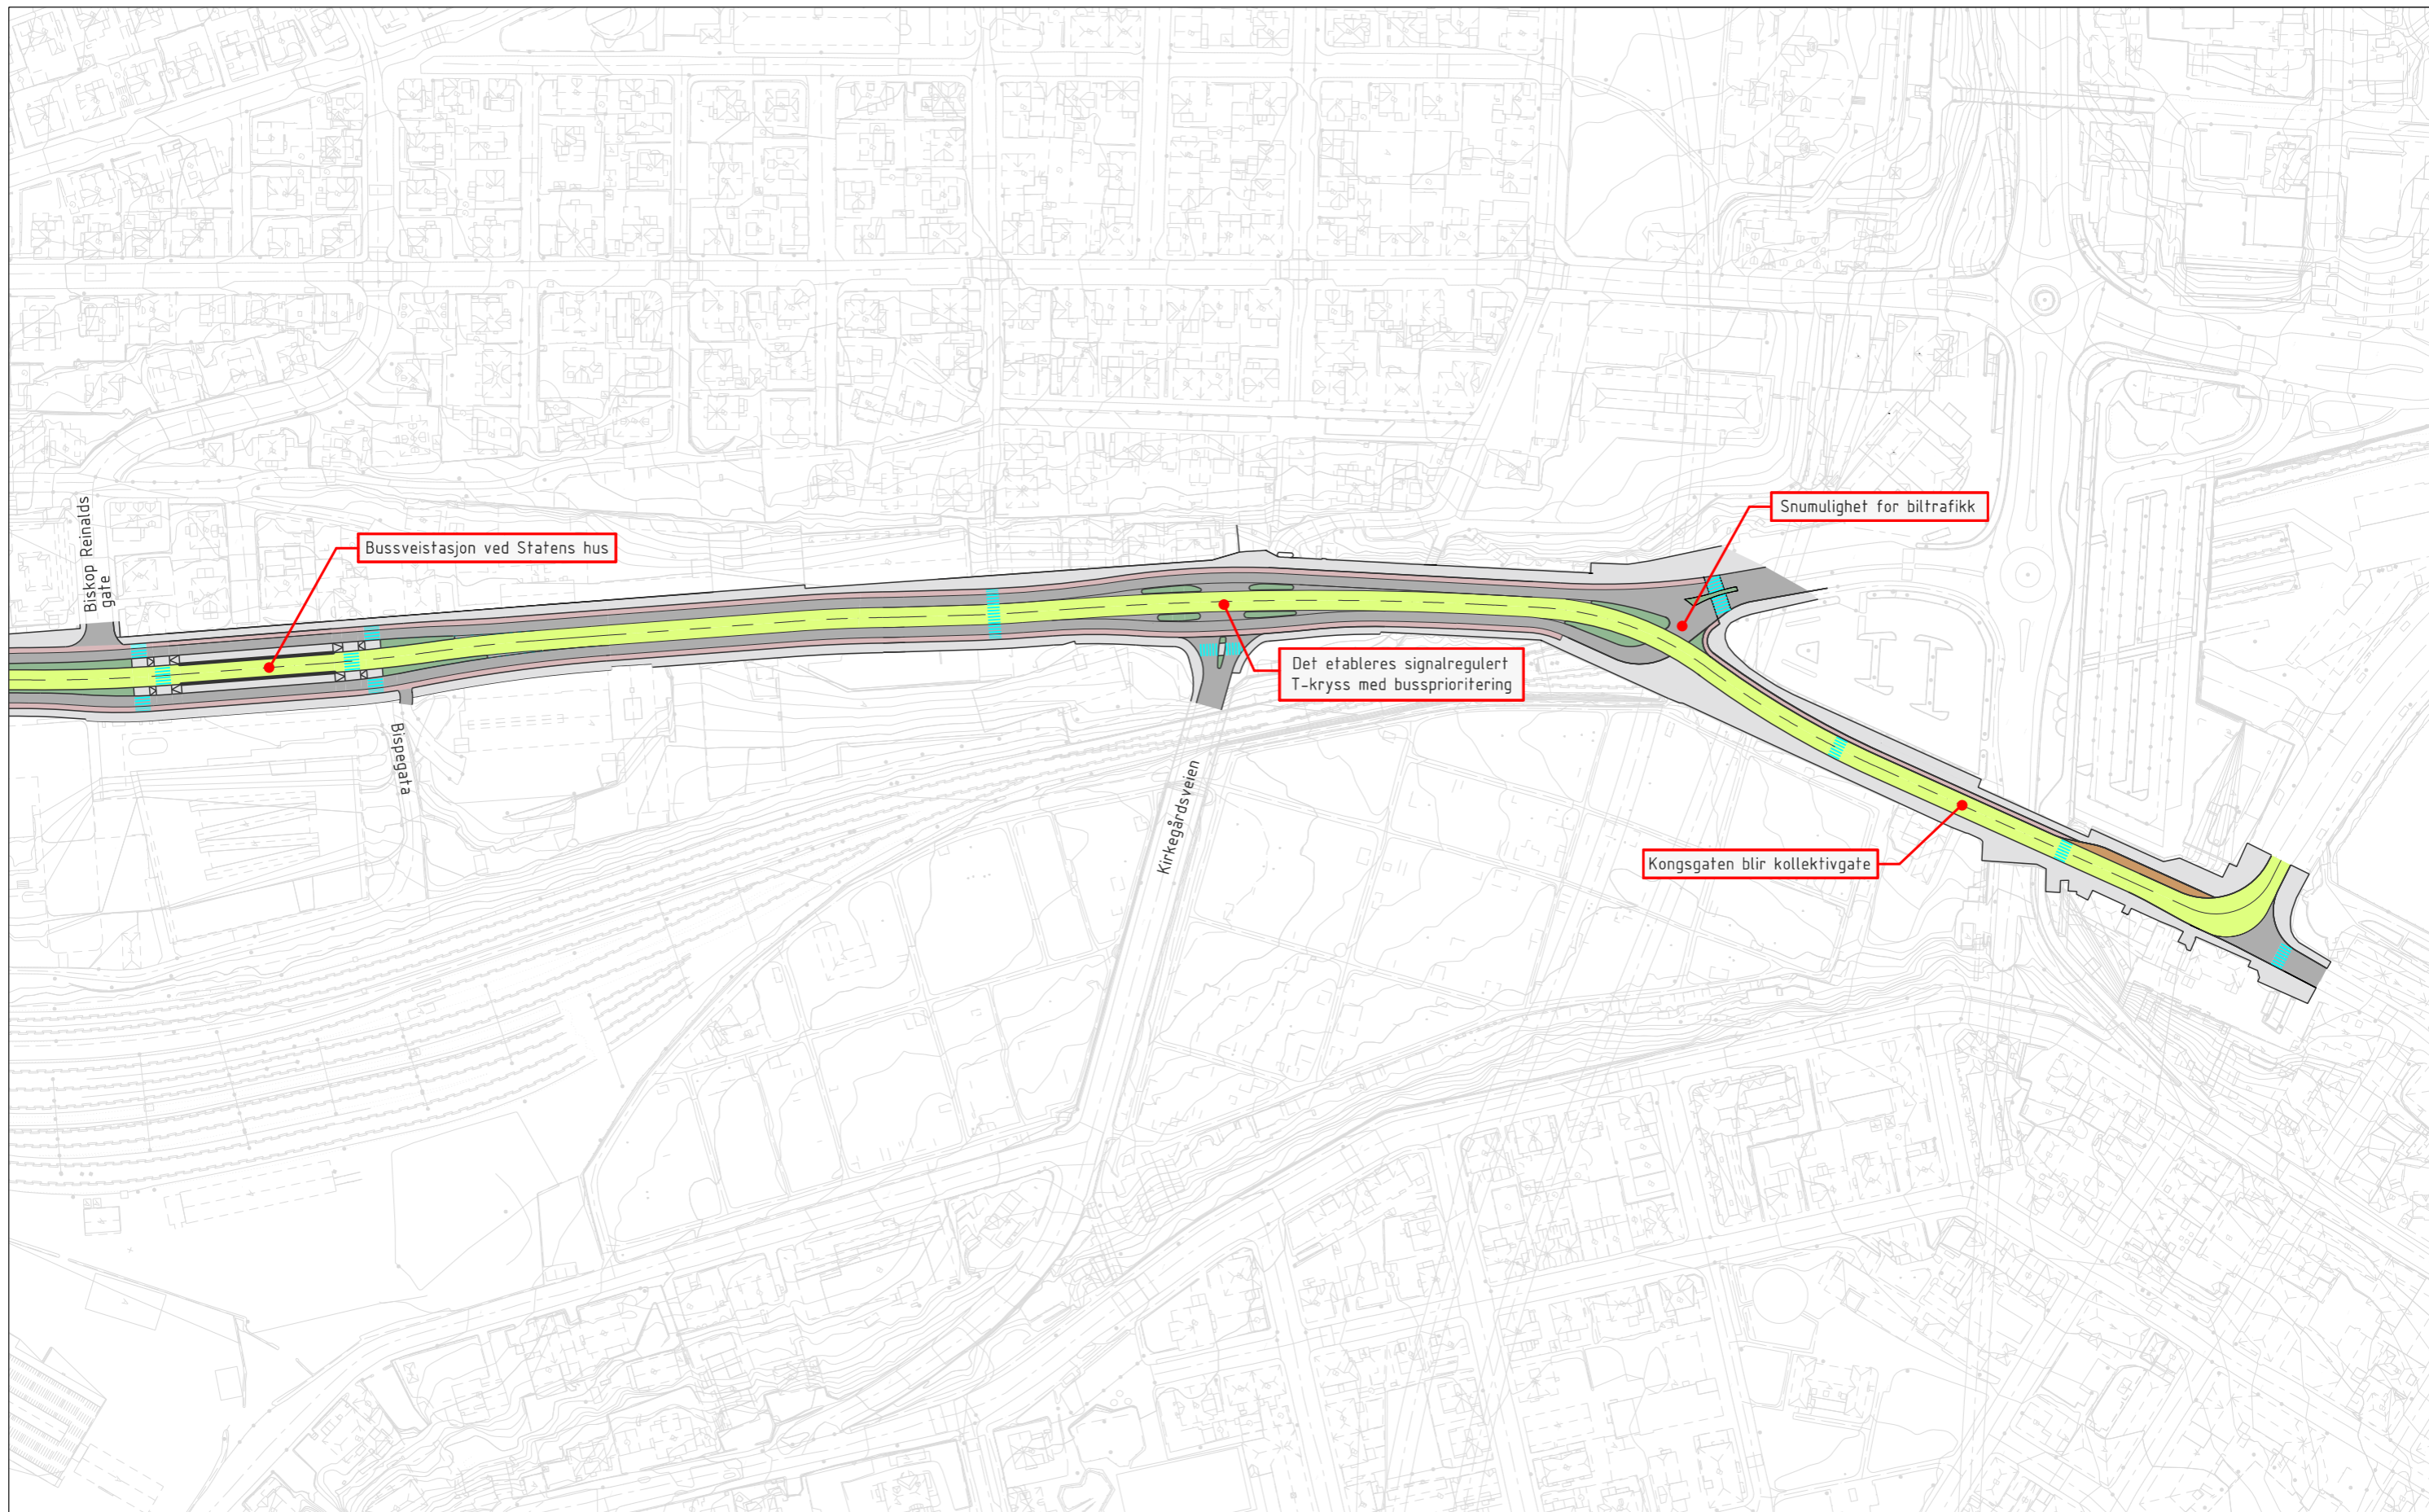 Snumulighet for biltrafikk
Biskop Reinalds
gate
Bussveistasjon ved Statens hus
Det etableres signalregulert
T-kryss med bussprioritering
Bispegata
Kirkegårdsveien
Kongsgaten blir kollektivgate